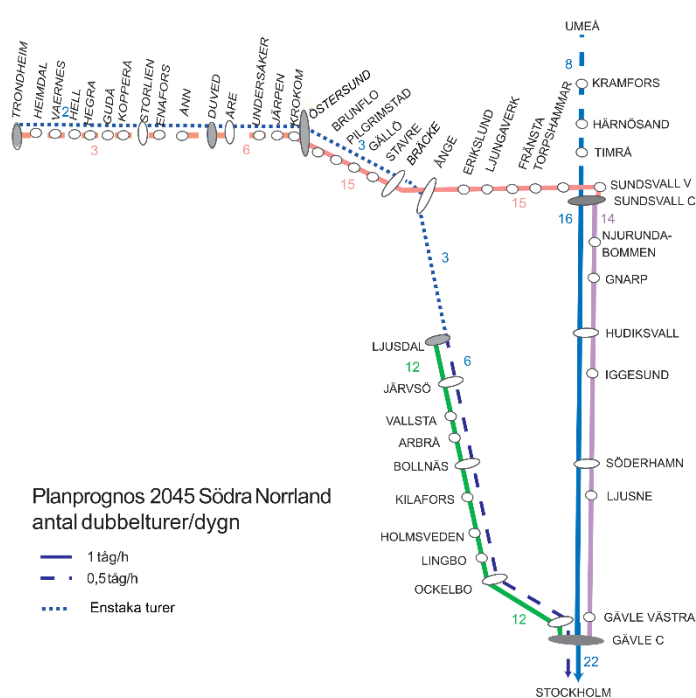 UMEÅ
8
KRAMFORS
HÄRNÖSAND
TIMRÅ
TRONDHEIM
HEIMDAL
VAERNES
HELL
HEGRA
GUDÅ
KOPPERÅ
STORLIEN
ENAFORS
ÅNN
DUVED
ÅRE
UNDERSÅKER
JÄRPEN
KROKOM
ÖSTERSUND
BRUNFLO
PILGRIMSTAD
GÄLLÖ
STAVRE
BRÄCKE
ÅNGE
ERIKSLUND
LJUNGAVERK
FRÄNSTA
TORPSHAMMAR
2
3
6
3
15
15
SUNDSVALL V
SUNDSVALL C
16
14
NJURUNDA-
BOMMEN
GNARP
HUDIKSVALL
IGGESUND
SÖDERHAMN
LJUSNE
GÄVLE VÄSTRA
GÄVLE C
22
STOCKHOLM
3
LJUSDAL
12
6
JÄRVSÖ
VALLSTA
ARBRÅ
BOLLNÄS
KILAFORS
HOLMSVEDEN
LINGBO
OCKELBO
12
Planprognos 2045 Södra Norrland
antal dubbelturer/dygn
1 tåg/h
0,5 tåg/h
Enstaka turer